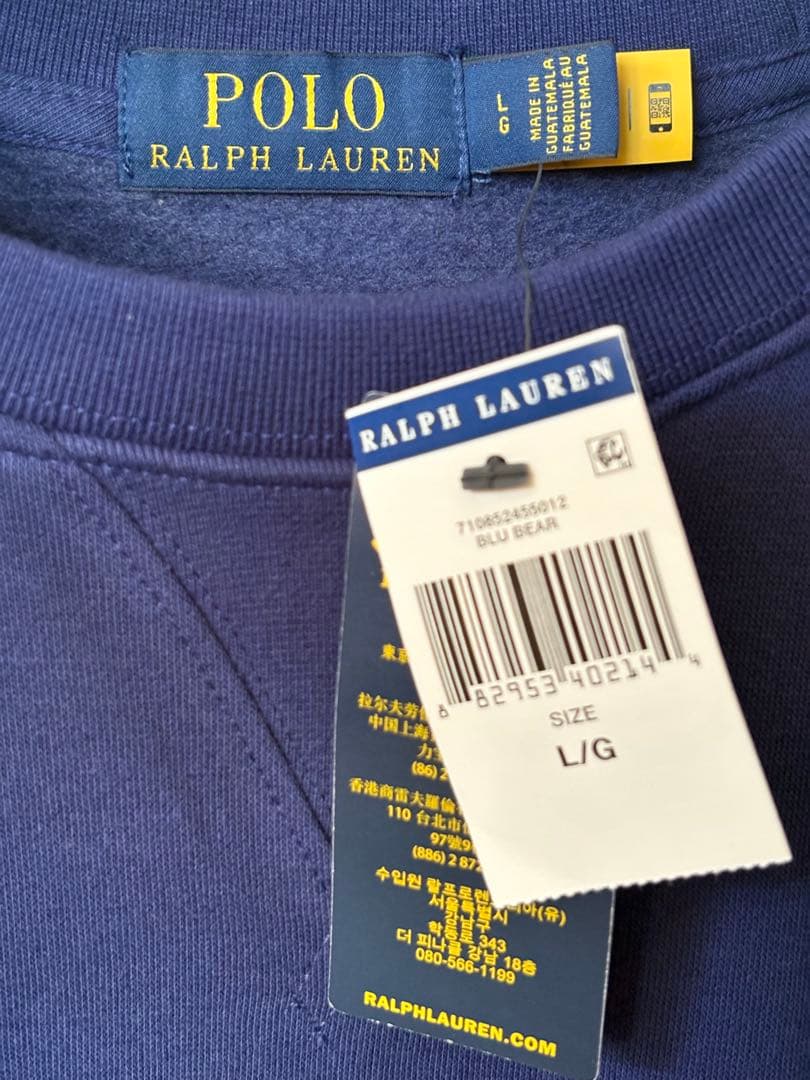 POLO
RALPH LAUREN
L
G
MADE IN
GUATEMALA
FABRIQUÉ AU
GUATEMALA
RALPH LAUREN
710852455012
BLU BEAR
8 82953 40214 4
SIZE
L/G
東京
拉尔夫劳
中国上海
(86) 2
香港商雷夫羅倫
110 台北市
97號9
(886) 2 872
수입원 랄프로렌 아(유)
서울특별시
강남구
학동로 343
더 피나클 강남 18층
080-566-1199
RALPHLAUREN.COM